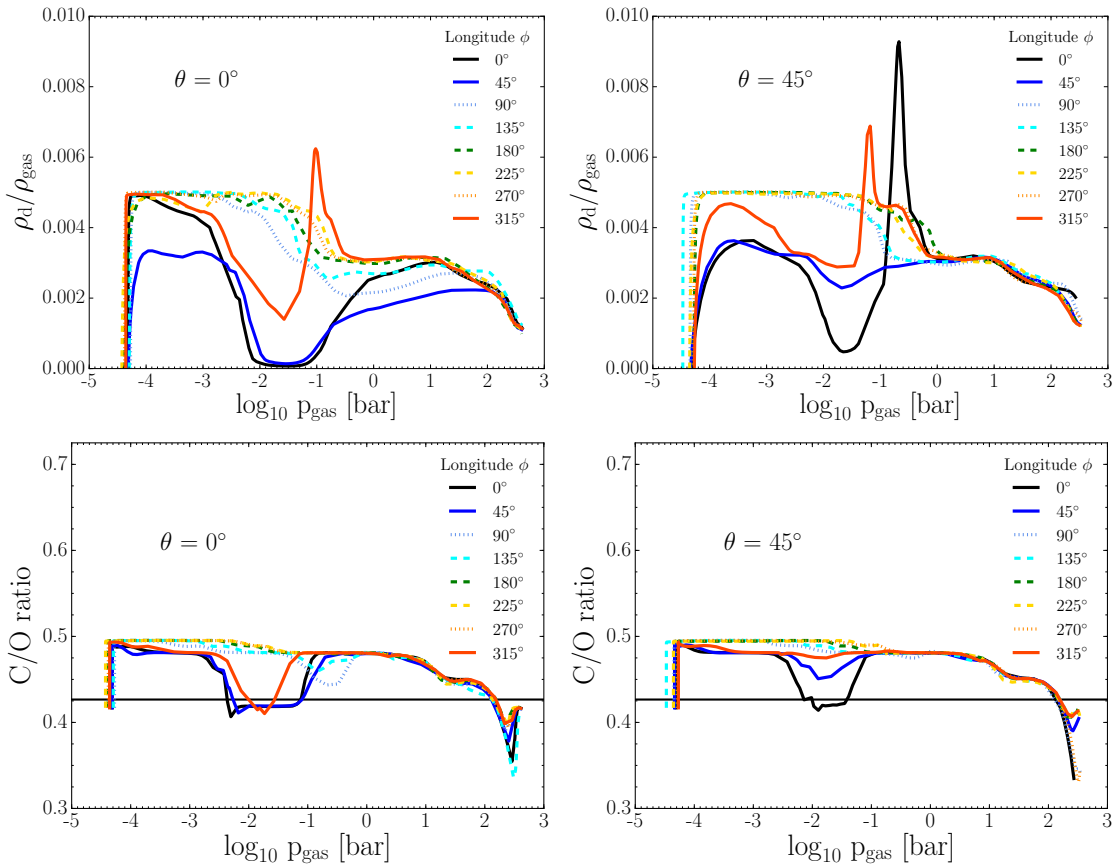 0.010
0.008
0.006
0.004
0.002
0.000
ρd/ρgas
θ = 0°
Longitude ϕ
0°
45°
90°
135°
180°
225°
270°
315°
-5 -4 -3 -2 -1 0 1 2 3
log10 pgas [bar]
0.010
0.008
0.006
0.004
0.002
0.000
ρd/ρgas
θ = 45°
Longitude ϕ
0°
45°
90°
135°
180°
225°
270°
315°
-5 -4 -3 -2 -1 0 1 2 3
log10 pgas [bar]
0.7
0.6
0.5
0.4
0.3
C/O ratio
θ = 0°
Longitude ϕ
0°
45°
90°
135°
180°
225°
270°
315°
-5 -4 -3 -2 -1 0 1 2 3
log10 pgas [bar]
0.7
0.6
0.5
0.4
0.3
C/O ratio
θ = 45°
Longitude ϕ
0°
45°
90°
135°
180°
225°
270°
315°
-5 -4 -3 -2 -1 0 1 2 3
log10 pgas [bar]